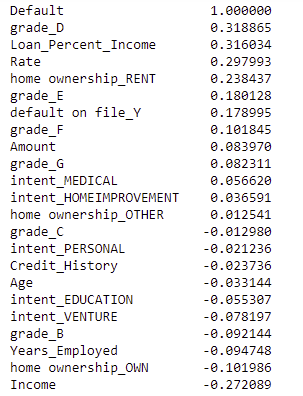 Default 1.000000
grade_D 0.318865
Loan_Percent_Income 0.316034
Rate 0.297993
home ownership_RENT 0.238437
grade_E 0.180128
default on file_Y 0.178995
grade_F 0.101845
Amount 0.083970
grade_G 0.082311
intent_MEDICAL 0.056620
intent_HOMEIMPROVEMENT 0.036591
home ownership_OTHER 0.012541
grade_C -0.012980
intent_PERSONAL -0.021236
Credit_History -0.023736
Age -0.033144
intent_EDUCATION -0.055307
intent_VENTURE -0.078197
grade_B -0.092144
Years_Employed -0.094748
home ownership_OWN -0.101986
Income -0.272089